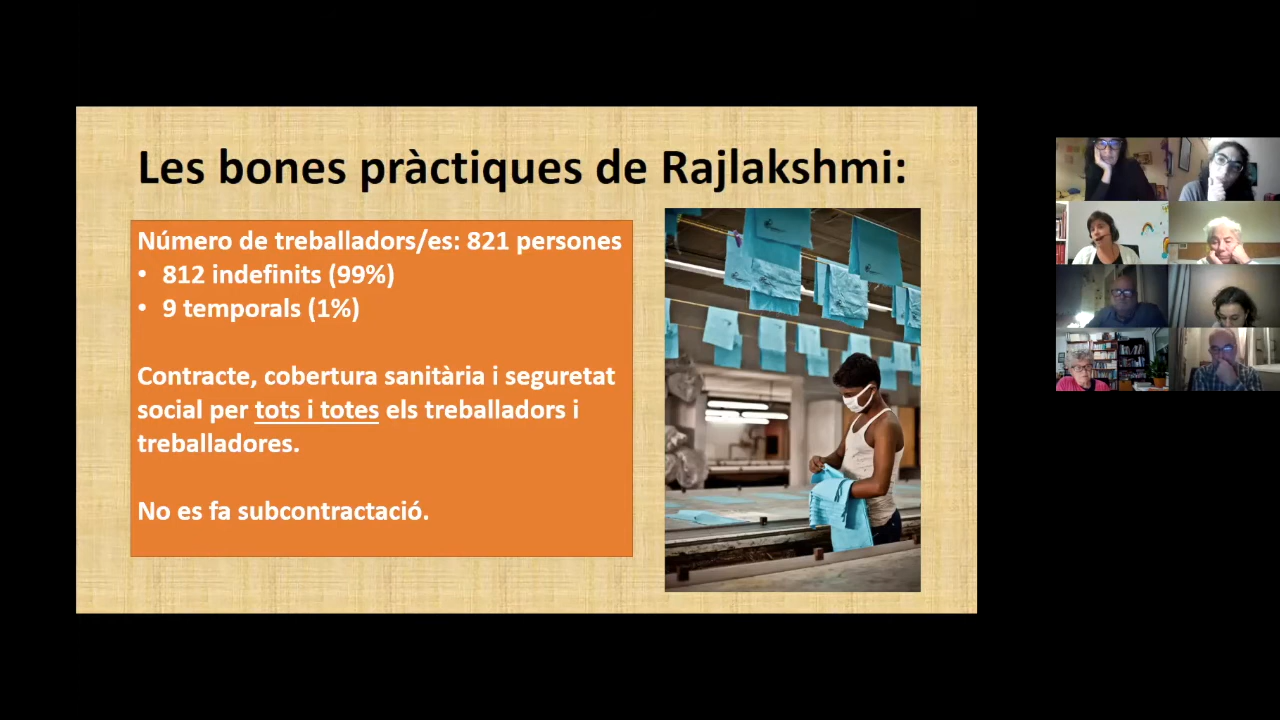 Les bones pràctiques de Rajlakshmi:
Número de treballadors/es: 821 persones
• 812 indefinits (99%)
• 9 temporals (1%)
Contracte, cobertura sanitària i seguretat
social per tots i totes els treballadors i
treballadores.
No es fa subcontractació.